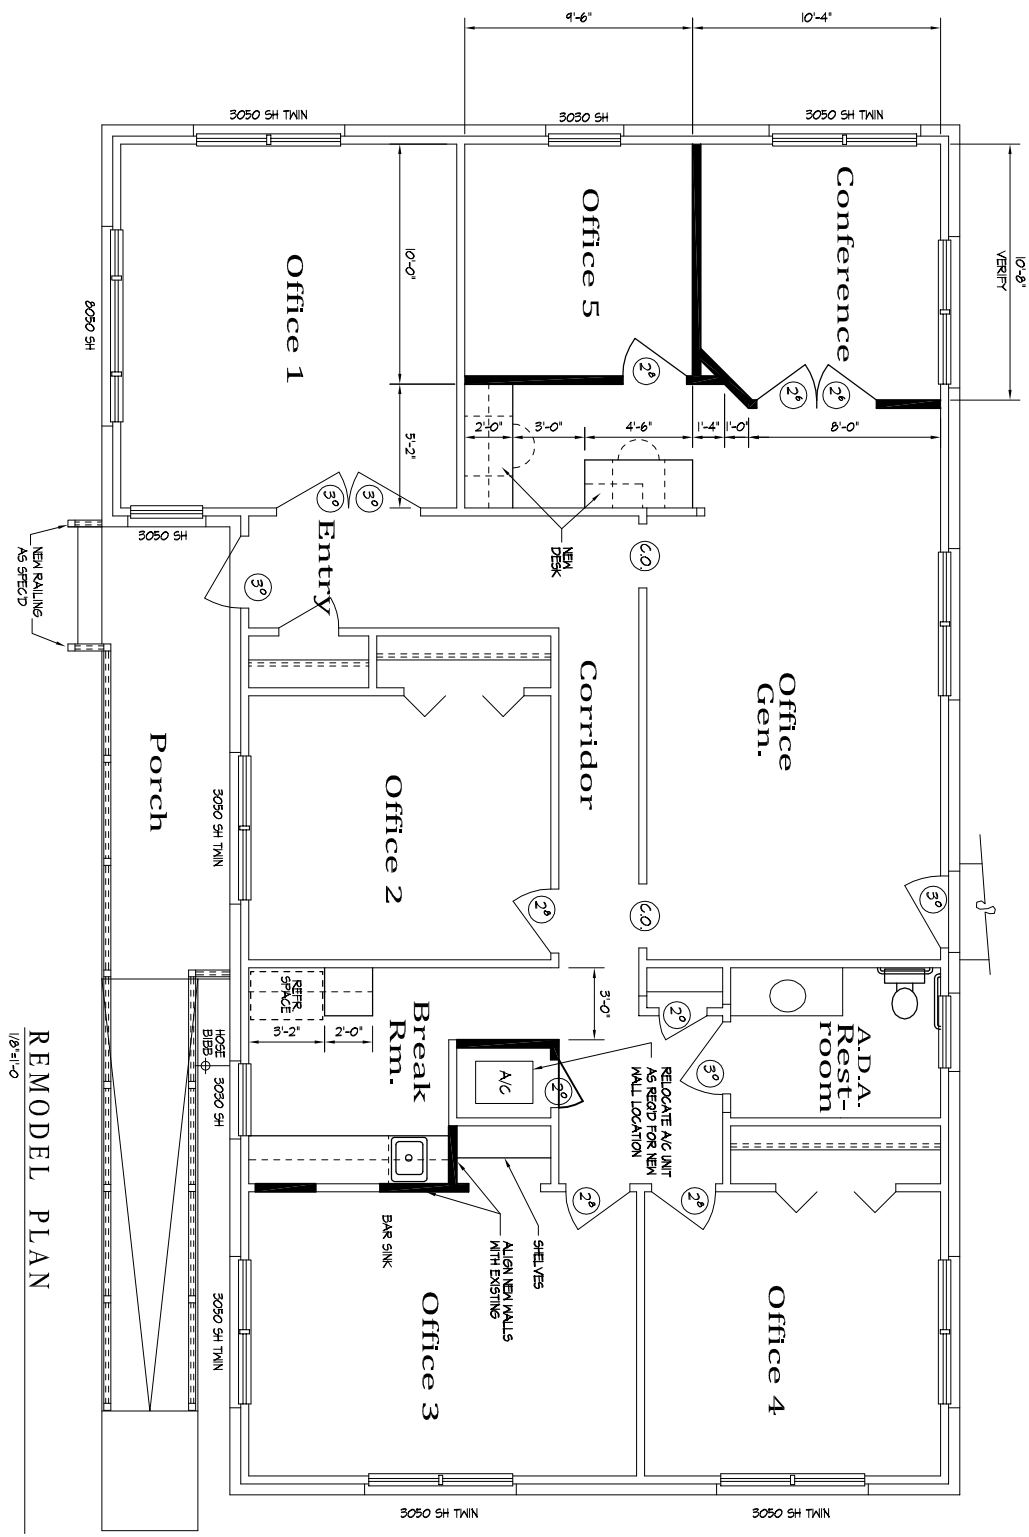 10'-8"
VERIFY
10'-4"
9'-6"
3050 SH TWIN
3030 SH
3050 SH TWIN
Conference
2⁶
2⁶
8'-0"
1'-0"
1'-4"
4'-6"
3'-0"
2'-0"
Office 5
2⁸
NEW
DESK
Office
Gen.
C.O.
C.O.
3⁰
S
A.D.A.
Rest-
room
3⁰
2⁰
3'-0"
RELOCATE A/C UNIT
AS REQ'D FOR NEW
WALL LOCATION
Office 4
2⁸
2⁸
3050 SH TWIN
Corridor
10'-0"
5'-2"
Office 1
3⁰
3⁰
8050 SH
3050 SH
Entry
3⁰
Office 2
2⁸
3050 SH TWIN
Break
Rm.
A/C
2⁰
REFR
SPACE
3'-2"
2'-0"
SHELVES
ALIGN NEW WALLS
WITH EXISTING
BAR SINK
Office 3
3050 SH TWIN
HOSE
BIBB
3030 SH
3050 SH TWIN
Porch
NEW RAILING
AS SPEC'D
REMODEL PLAN
1/8"=1'-0